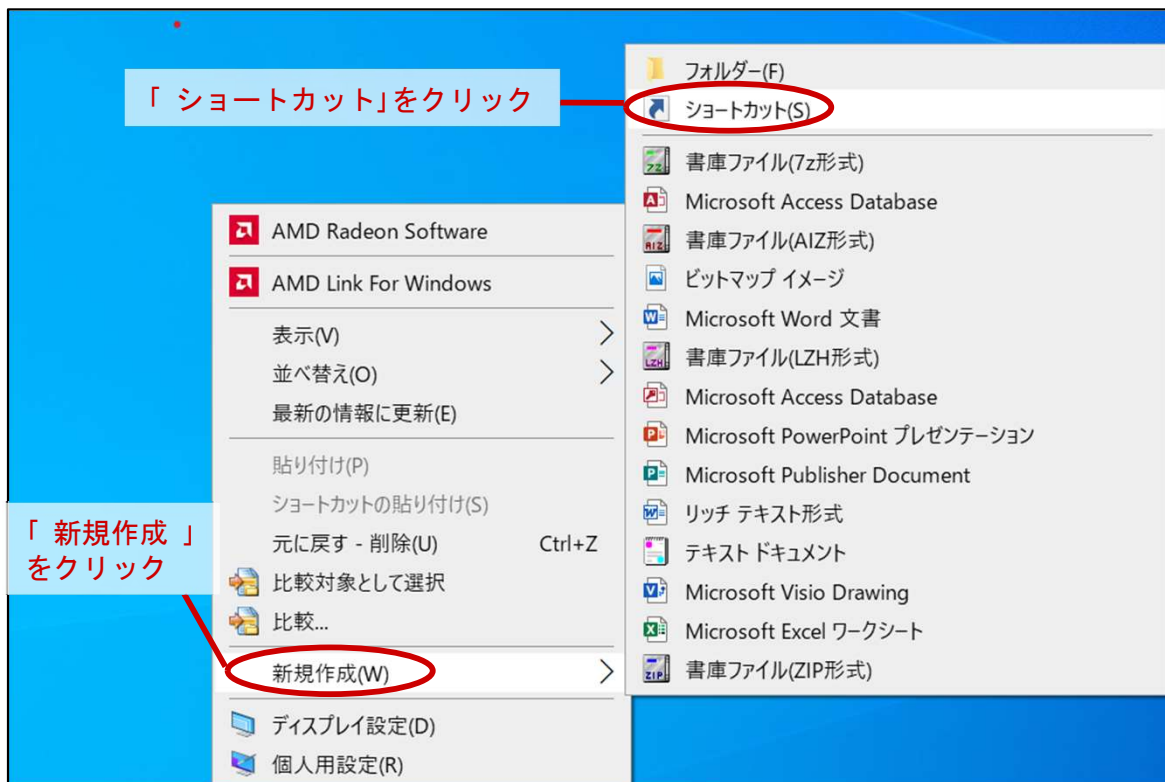 「 ショートカット」をクリック
フォルダー(F)
ショートカット(S)
書庫ファイル(7z形式)
Microsoft Access Database
書庫ファイル(AIZ形式)
ビットマップ イメージ
Microsoft Word 文書
書庫ファイル(LZH形式)
Microsoft Access Database
Microsoft PowerPoint プレゼンテーション
Microsoft Publisher Document
リッチ テキスト形式
テキスト ドキュメント
Microsoft Visio Drawing
Microsoft Excel ワークシート
書庫ファイル(ZIP形式)
AMD Radeon Software
AMD Link For Windows
表示(V)
並べ替え(O)
最新の情報に更新(E)
貼り付け(P)
ショートカットの貼り付け(S)
元に戻す - 削除(U) Ctrl+Z
比較対象として選択
比較...
新規作成(W)
ディスプレイ設定(D)
個人用設定(R)
「 新規作成 」
をクリック